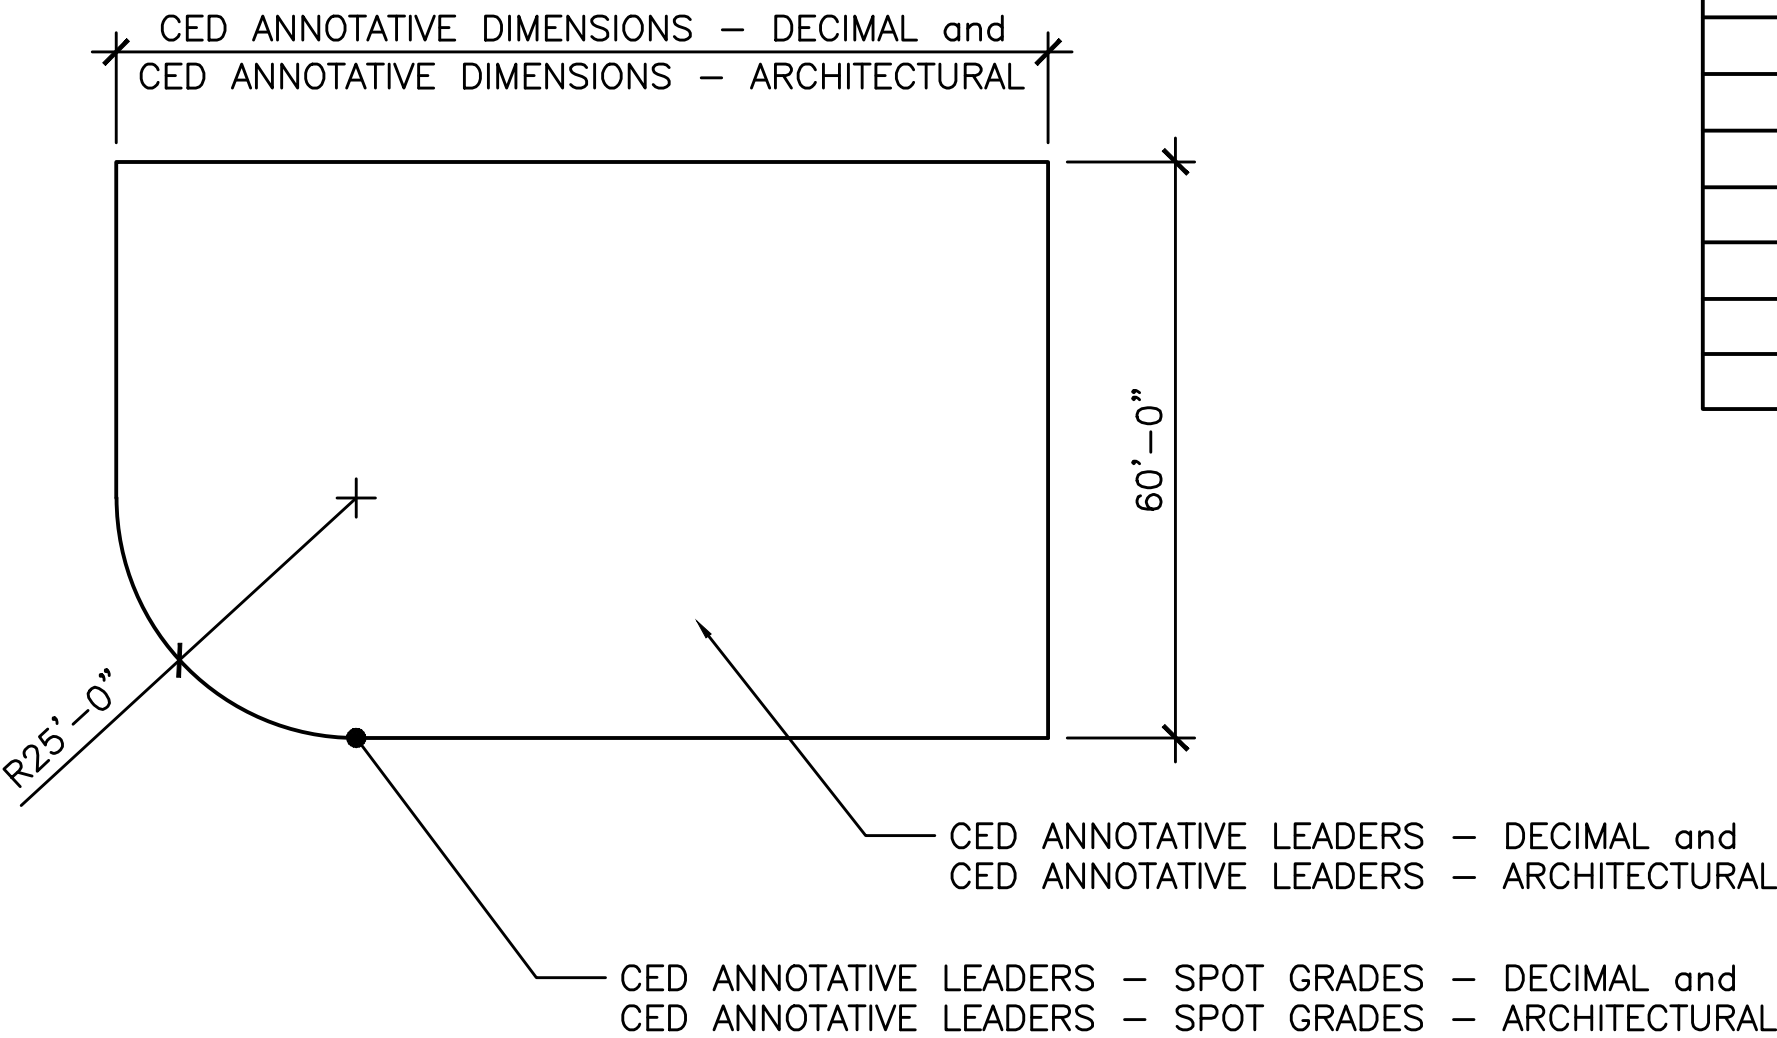 CED ANNOTATIVE DIMENSIONS – DECIMAL and
CED ANNOTATIVE DIMENSIONS – ARCHITECTURAL
60'–0"
R25'–0"
CED ANNOTATIVE LEADERS – DECIMAL and
CED ANNOTATIVE LEADERS – ARCHITECTURAL
CED ANNOTATIVE LEADERS – SPOT GRADES – DECIMAL and
CED ANNOTATIVE LEADERS – SPOT GRADES – ARCHITECTURAL